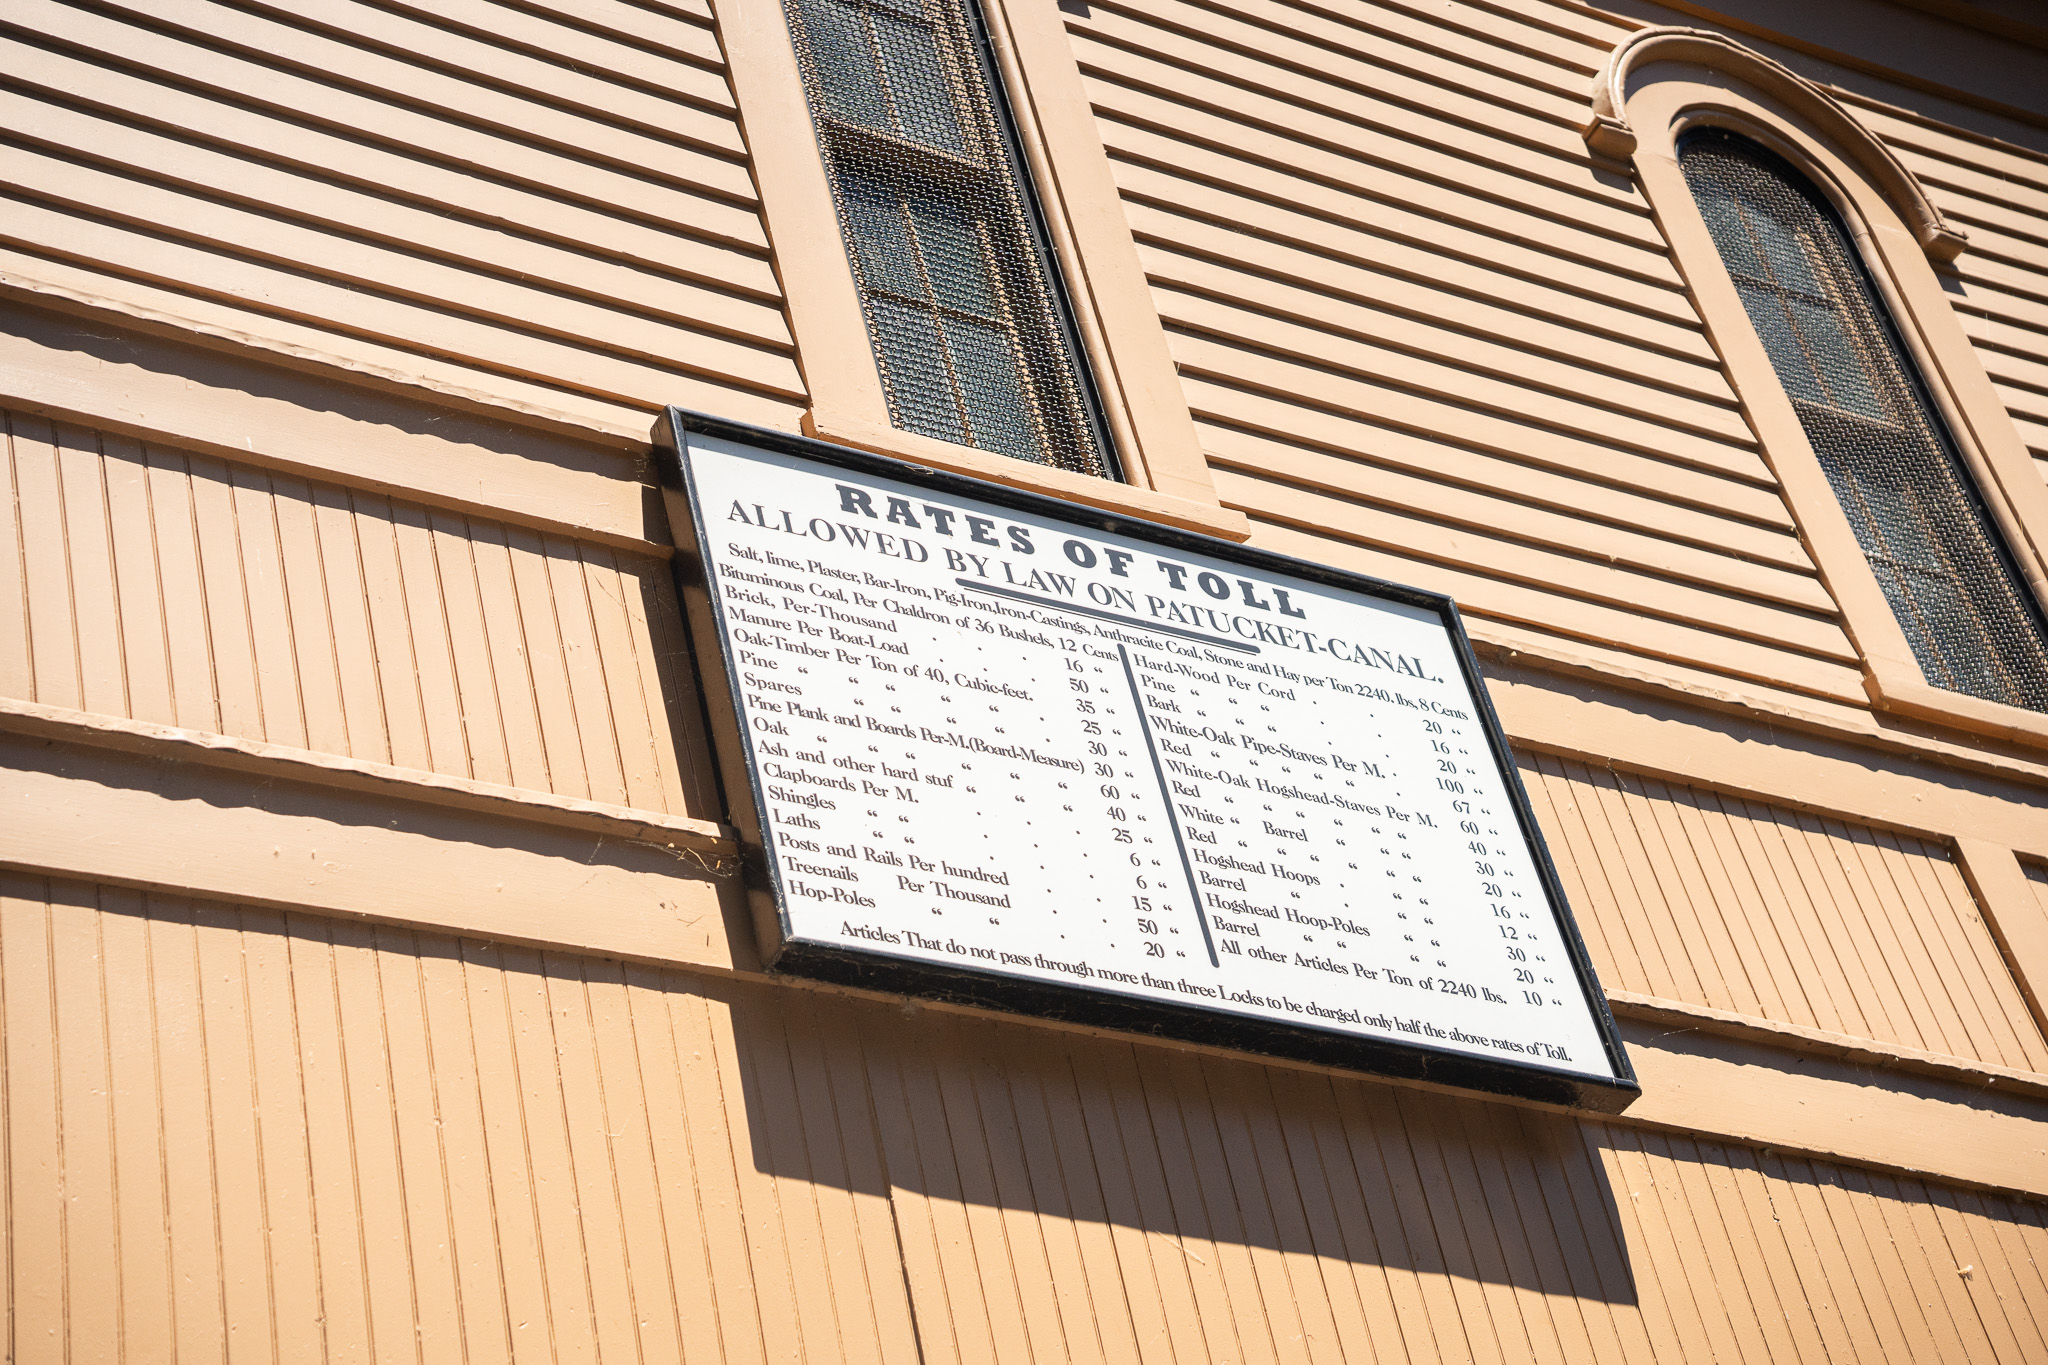 RATES OF TOLL
ALLOWED BY LAW ON PATUCKET-CANAL.
Salt, lime, Plaster, Bar-Iron, Pig-Iron,Iron-Castings, Anthracite Coal, Stone and Hay per Ton 2240. lbs, 8 Cents
Bituminous Coal, Per Chaldron of 36 Bushels, 12 Cents
Brick, Per-Thousand . . . 16 “
Manure Per Boat-Load . . . 50 “
Oak-Timber Per Ton of 40, Cubic-feet. 35 “
Pine “ “ “ “ “ . 25 “
Spares “ “ “ “ . 30 “
Pine Plank and Boards Per-M.(Board-Measure) 30 “
Oak “ “ “ “ “ “ 60 “
Ash and other hard stuf “ “ “ 40 “
Clapboards Per M. . . . 25 “
Shingles “ “ . . . 6 “
Laths “ “ . . . 6 “
Posts and Rails Per hundred . . 15 “
Treenails Per Thousand . . 50 “
Hop-Poles “ “ . . 20 “
Hard-Wood Per Cord . . 20 “
Pine “ “ “ . . 16 “
Bark “ “ “ . . 20 “
White-Oak Pipe-Staves Per M. . 100 “
Red “ “ “ “ “ . 67 “
White-Oak Hogshead-Staves Per M. 60 “
Red “ “ “ “ “ “ 40 “
White “ Barrel “ “ “ 30 “
Red “ “ “ “ “ “ 20 “
Hogshead Hoops . “ “ 16 “
Barrel “ . “ “ 12 “
Hogshead Hoop-Poles “ “ 30 “
Barrel “ “ “ “ 20 “
All other Articles Per Ton of 2240 lbs. 10 “
Articles That do not pass through more than three Locks to be charged only half the above rates of Toll.